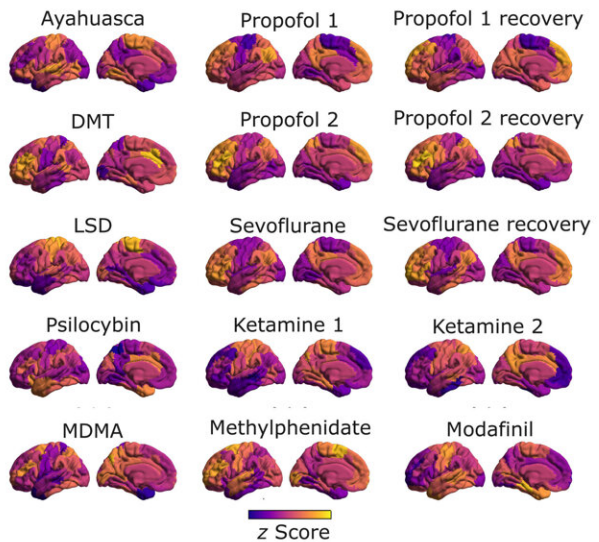 Ayahuasca Propofol 1 Propofol 1 recovery
DMT Propofol 2 Propofol 2 recovery
LSD Sevoflurane Sevoflurane recovery
Psilocybin Ketamine 1 Ketamine 2
MDMA Methylphenidate Modafinil
z Score